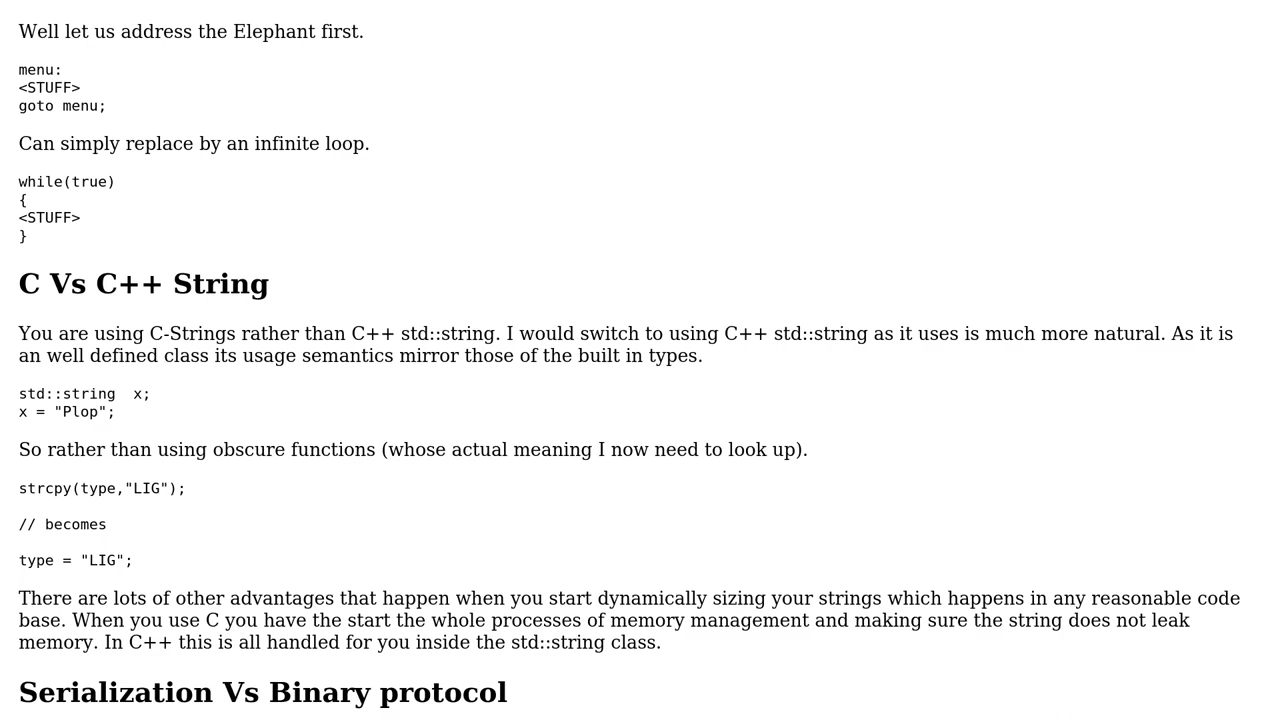 Well let us address the Elephant first.
menu:
<STUFF>
goto menu;
Can simply replace by an infinite loop.
while(true)
{
<STUFF>
}
C Vs C++ String
You are using C-Strings rather than C++ std::string. I would switch to using C++ std::string as it uses is much more natural. As it is
an well defined class its usage semantics mirror those of the built in types.
std::string  x;
x = "Plop";
So rather than using obscure functions (whose actual meaning I now need to look up).
strcpy(type,"LIG");
// becomes
type = "LIG";
There are lots of other advantages that happen when you start dynamically sizing your strings which happens in any reasonable code
base. When you use C you have the start the whole processes of memory management and making sure the string does not leak
memory. In C++ this is all handled for you inside the std::string class.
Serialization Vs Binary protocol